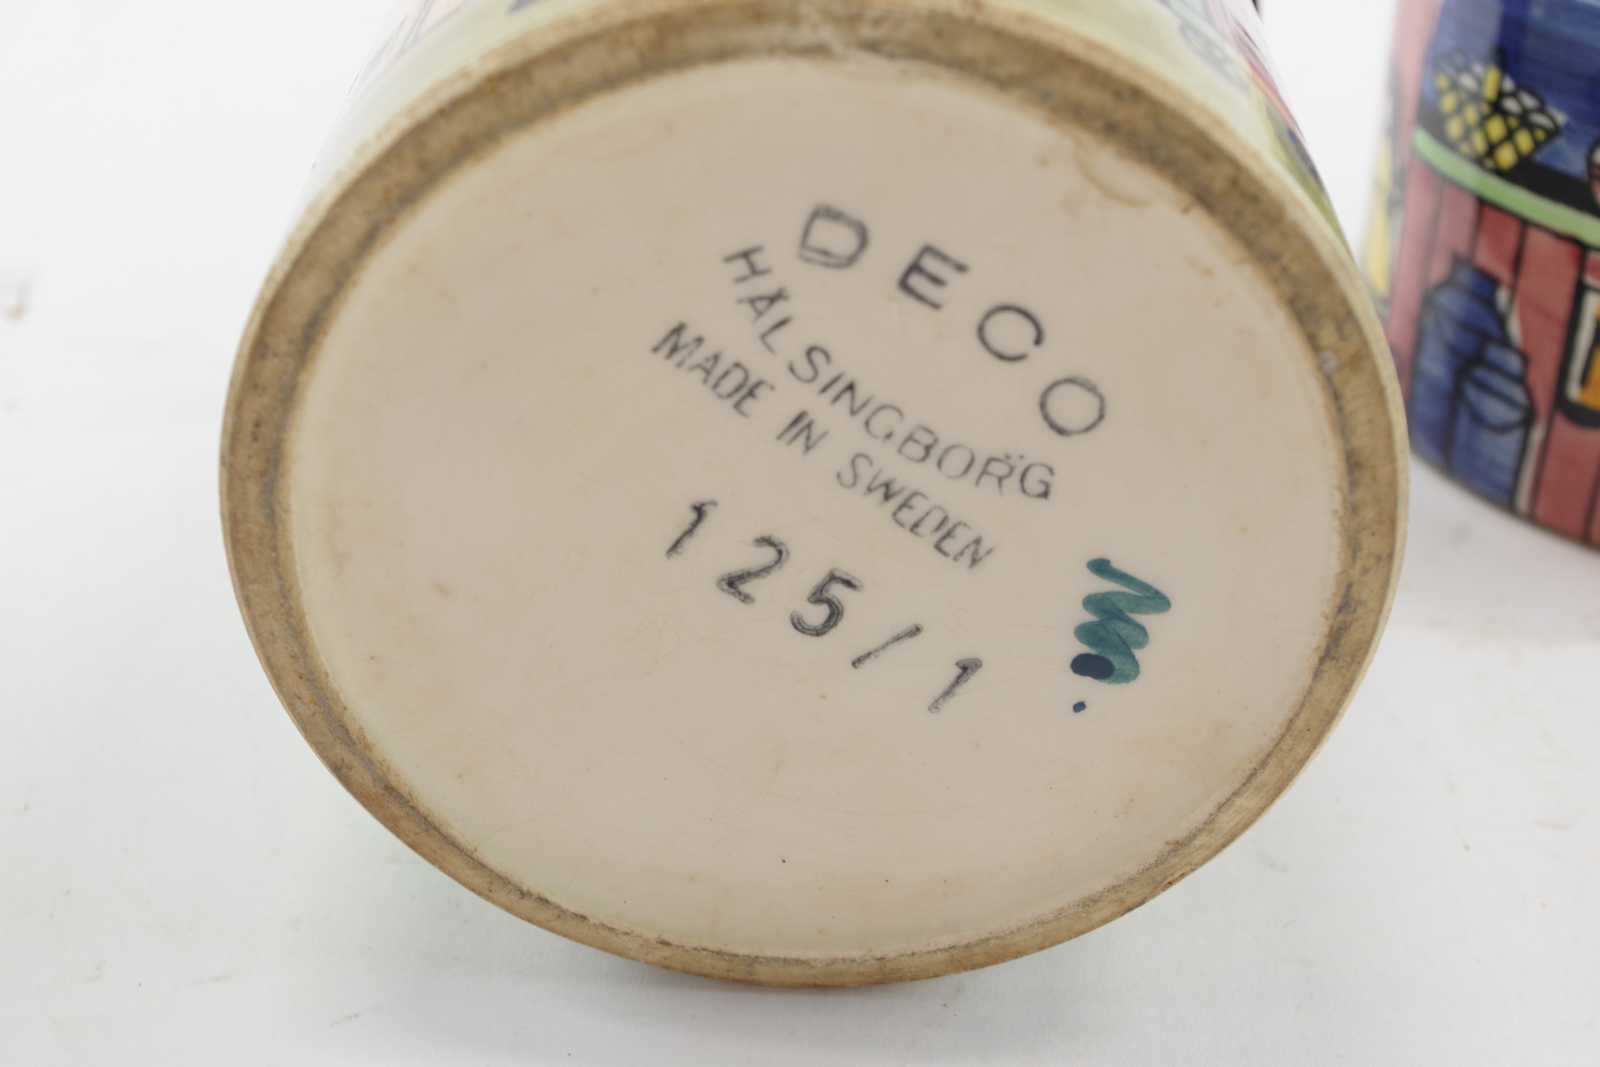 DECO
HÄLSINGBORG
MADE IN SWEDEN
125/1